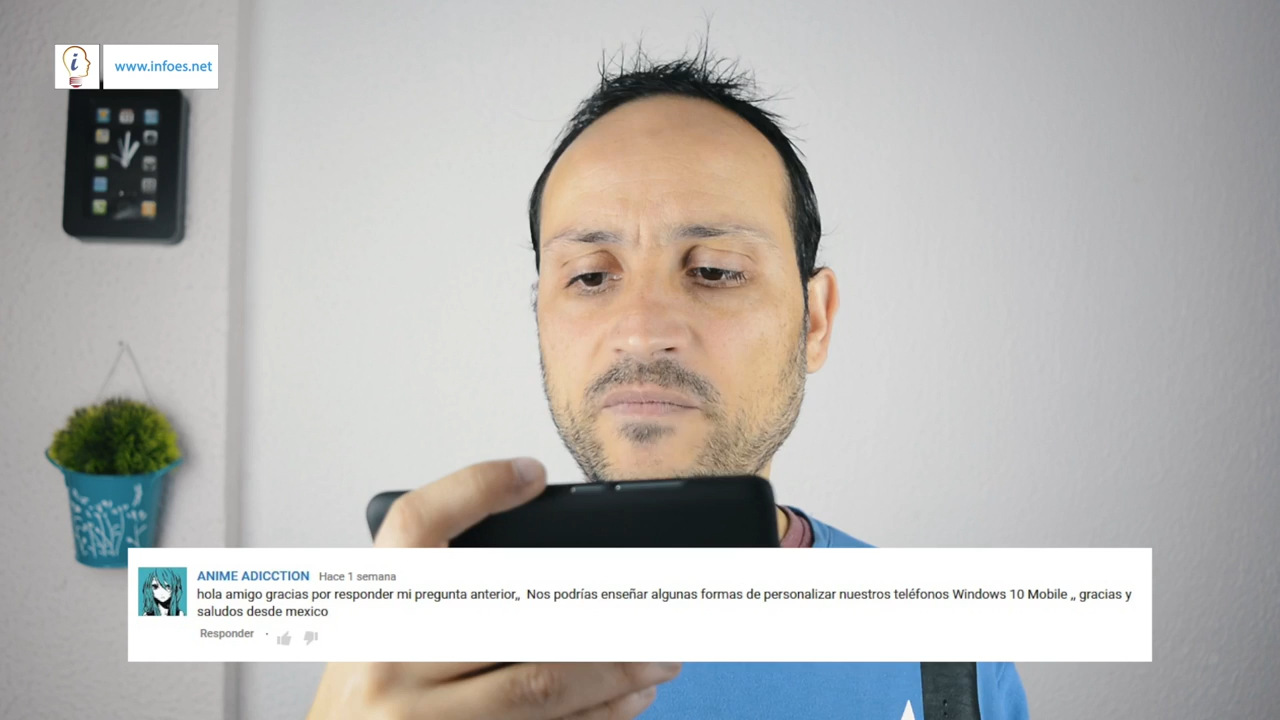 i
www.infoes.net
ANIME ADICCTION Hace 1 semana
hola amigo gracias por responder mi pregunta anterior,, Nos podrías enseñar algunas formas de personalizar nuestros teléfonos Windows 10 Mobile ,, gracias y
saludos desde mexico
Responder ·